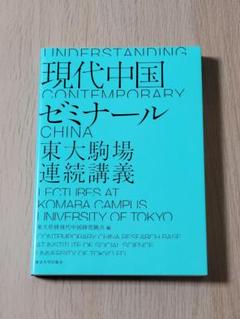 UNDERSTANDING
現代中国
CONTEMPORARY
ゼミナール
CHINA
東大駒場
連続講義
LECTURES AT
KOMABA CAMPUS
UNIVERSITY OF TOKYO
東大社研現代中国研究拠点 編
CONTEMPORARY CHINA RESEARCH BASE
AT INSTITUTE OF SOCIAL SCIENCE
UNIVERSITY OF TOKYO ED.
東京大学出版会